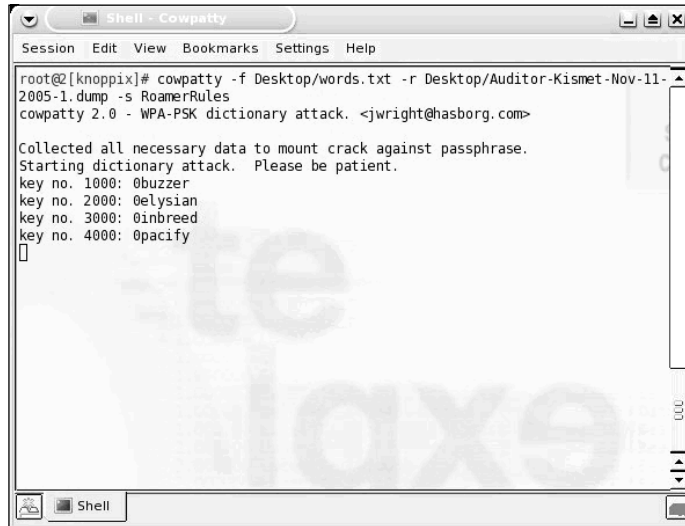 Shell - Cowpatty
Session Edit View Bookmarks Settings Help
root@2[knoppix]# cowpatty -f Desktop/words.txt -r Desktop/Auditor-Kismet-Nov-11-
2005-1.dump -s RoamerRules
cowpatty 2.0 - WPA-PSK dictionary attack. <jwright@hasborg.com>
Collected all necessary data to mount crack against passphrase.
Starting dictionary attack. Please be patient.
key no. 1000: 0buzzer
key no. 2000: 0elysian
key no. 3000: 0inbreed
key no. 4000: 0pacify
Shell